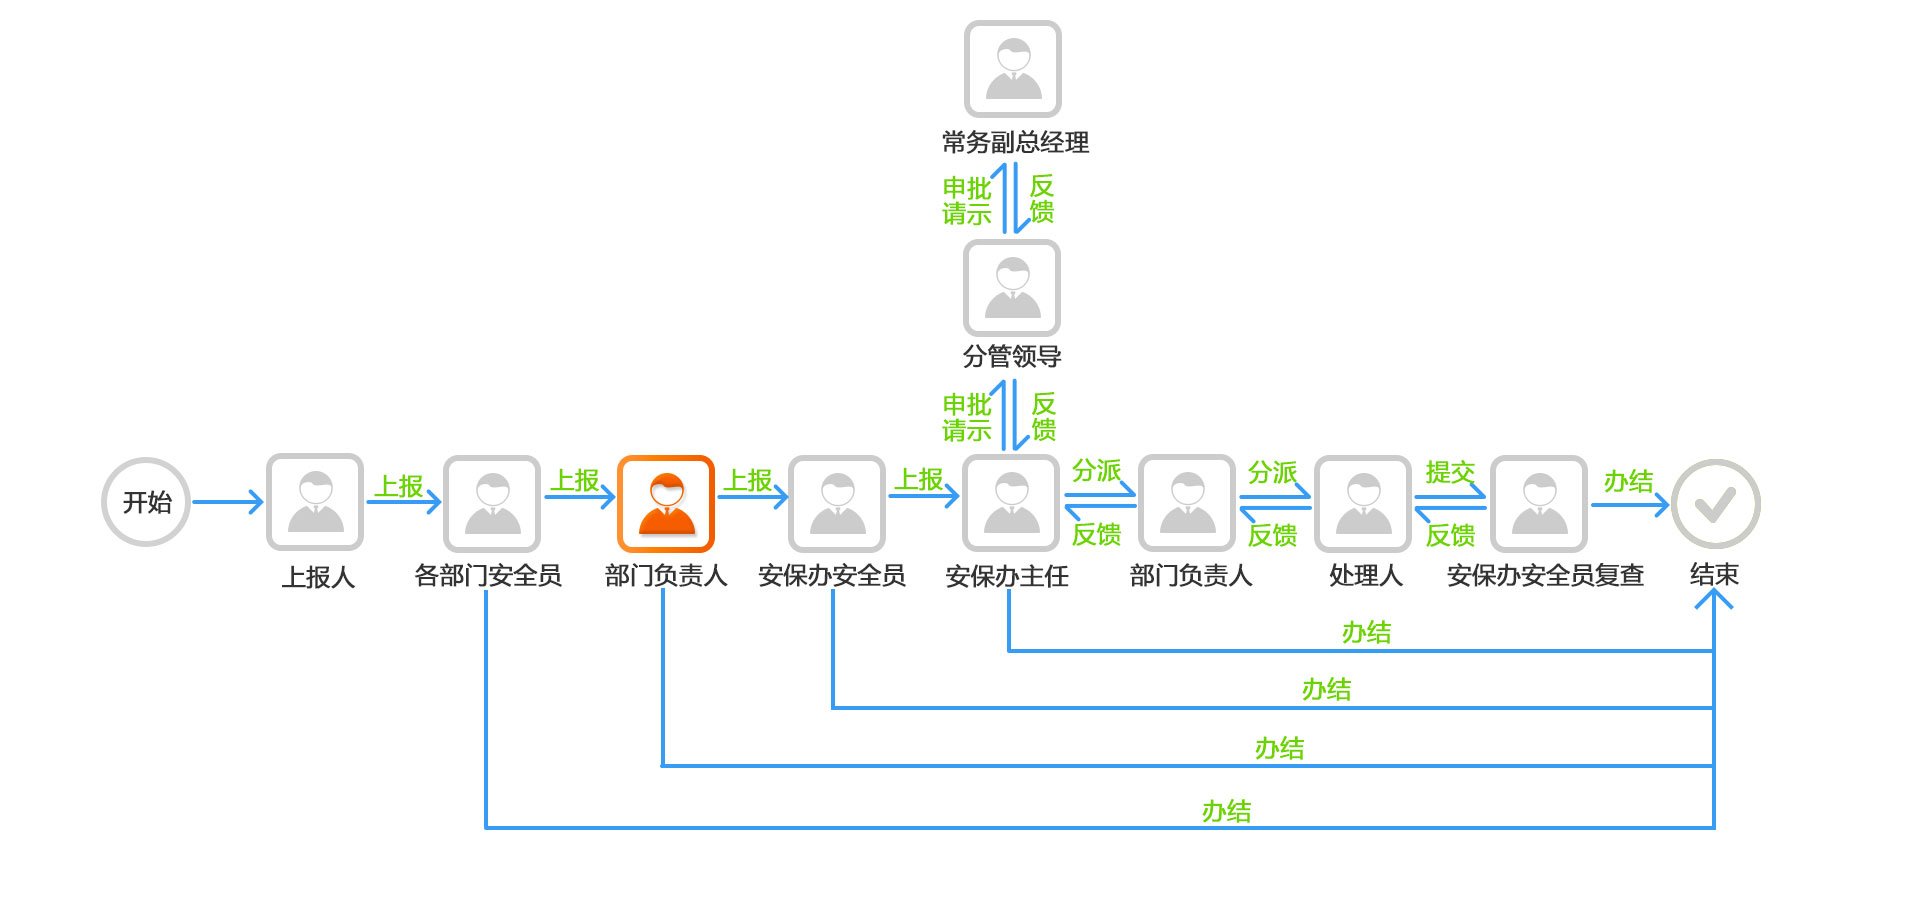 常务副总经理
申批
请示
反
馈
分管领导
申批
请示
反
馈
开始
上报
上报
上报
上报
分派
反馈
分派
反馈
提交
反馈
办结
上报人
各部门安全员
部门负责人
安保办安全员
安保办主任
部门负责人
处理人
安保办安全员复查
结束
办结
办结
办结
办结